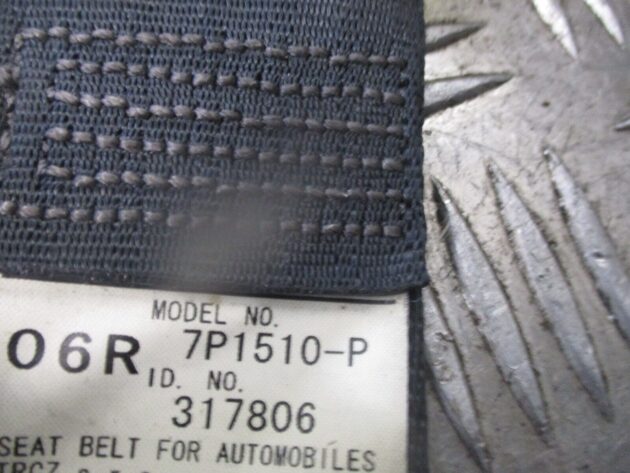 MODEL NO.
06R 7P1510-P
ID. NO.
317806
SEAT BELT FOR AUTOMOBILES